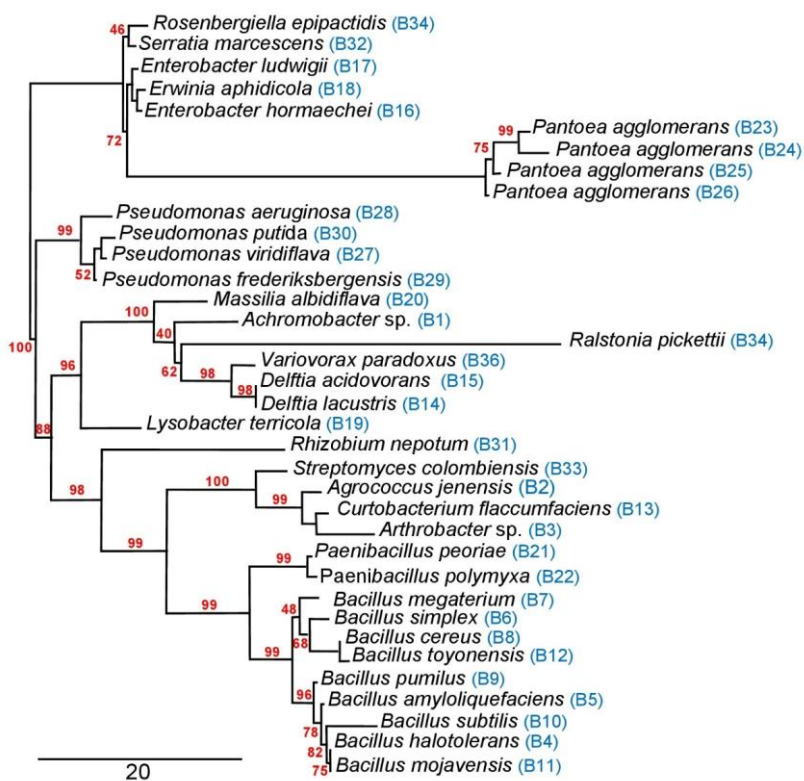 Rosenbergiella epipactidis (B34)
46
Serratia marcescens (B32)
Enterobacter ludwigii (B17)
Erwinia aphidicola (B18)
Enterobacter hormaechei (B16)
Pantoea agglomerans (B23)
99
72
75
Pantoea agglomerans (B24)
Pantoea agglomerans (B25)
Pantoea agglomerans (B26)
Pseudomonas aeruginosa (B28)
99
Pseudomonas putida (B30)
Pseudomonas viridiflava (B27)
52
Pseudomonas frederiksbergensis (B29)
Massilia albidiflava (B20)
100
Achromobacter sp. (B1)
40
Ralstonia pickettii (B34)
100
96
62
Variovorax paradoxus (B36)
98
Delftia acidovorans (B15)
98
Delftia lacustris (B14)
Lysobacter terricola (B19)
88
Rhizobium nepotum (B31)
Streptomyces colombiensis (B33)
100
98
Agrococcus jenensis (B2)
99
Curtobacterium flaccumfaciens (B13)
Arthrobacter sp. (B3)
99
Paenibacillus peoriae (B21)
99
Paenibacillus polymyxa (B22)
Bacillus megaterium (B7)
99
48
Bacillus simplex (B6)
68
Bacillus cereus (B8)
99
Bacillus toyonensis (B12)
Bacillus pumilus (B9)
96
Bacillus amyloliquefaciens (B5)
Bacillus subtilis (B10)
78
Bacillus halotolerans (B4)
82
Bacillus mojavensis (B11)
75
20